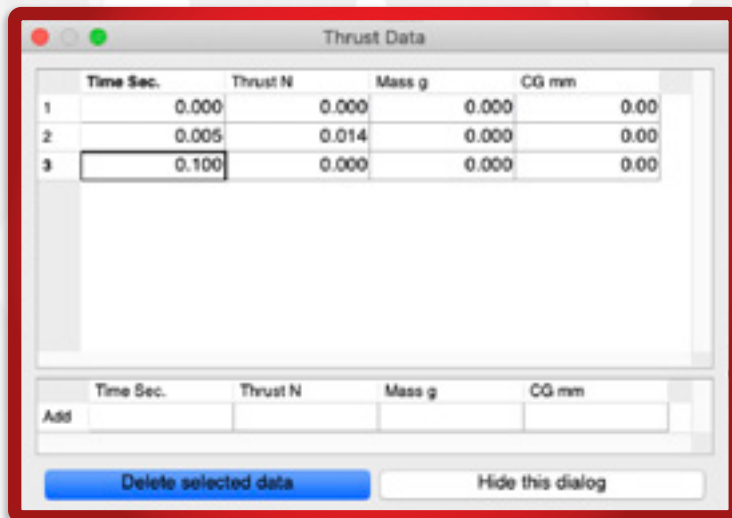 Thrust Data
Time Sec. Thrust N Mass g CG mm
1 0.000 0.000 0.000 0.00
2 0.005 0.014 0.000 0.00
3 0.100 0.000 0.000 0.00
Time Sec. Thrust N Mass g CG mm
Add
Delete selected data Hide this dialog